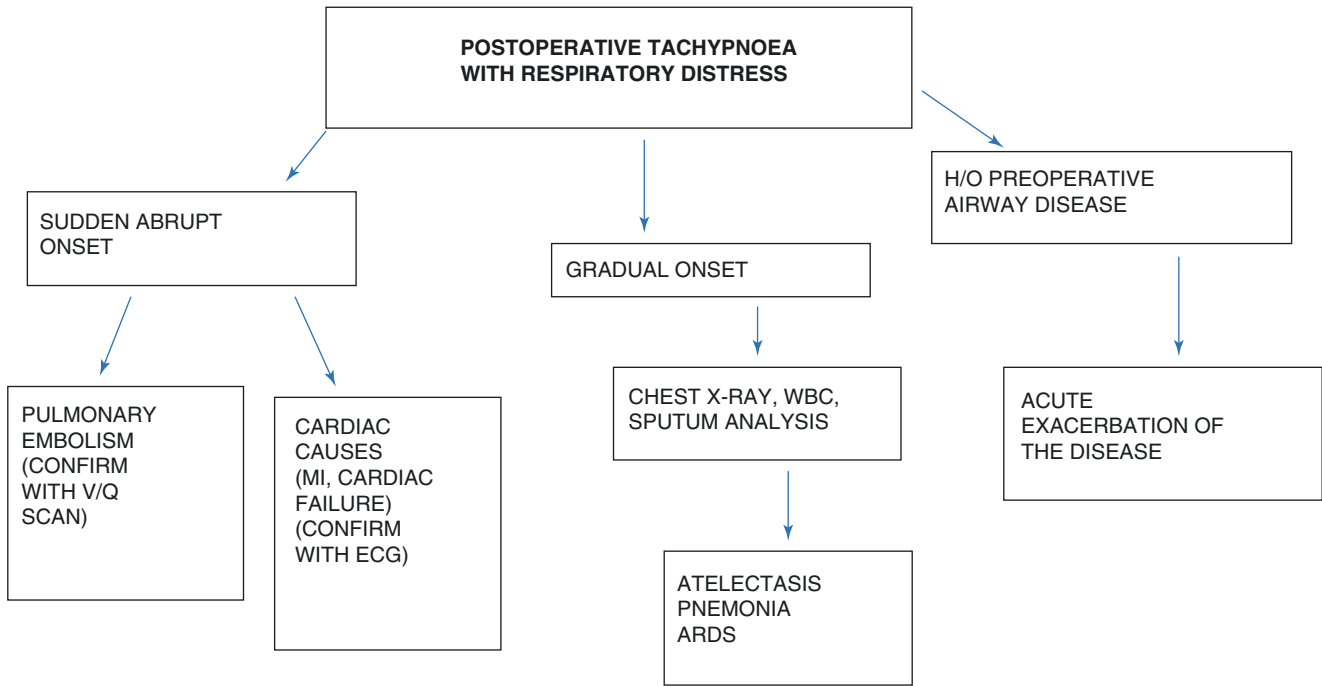 POSTOPERATIVE TACHYPNOEA
WITH RESPIRATORY DISTRESS
SUDDEN ABRUPT
ONSET
GRADUAL ONSET
H/O PREOPERATIVE
AIRWAY DISEASE
PULMONARY
EMBOLISM
(CONFIRM
WITH V/Q
SCAN)
CARDIAC
CAUSES
(MI, CARDIAC
FAILURE)
(CONFIRM
WITH ECG)
CHEST X-RAY, WBC,
SPUTUM ANALYSIS
ACUTE
EXACERBATION OF
THE DISEASE
ATELECTASIS
PNEMONIA
ARDS